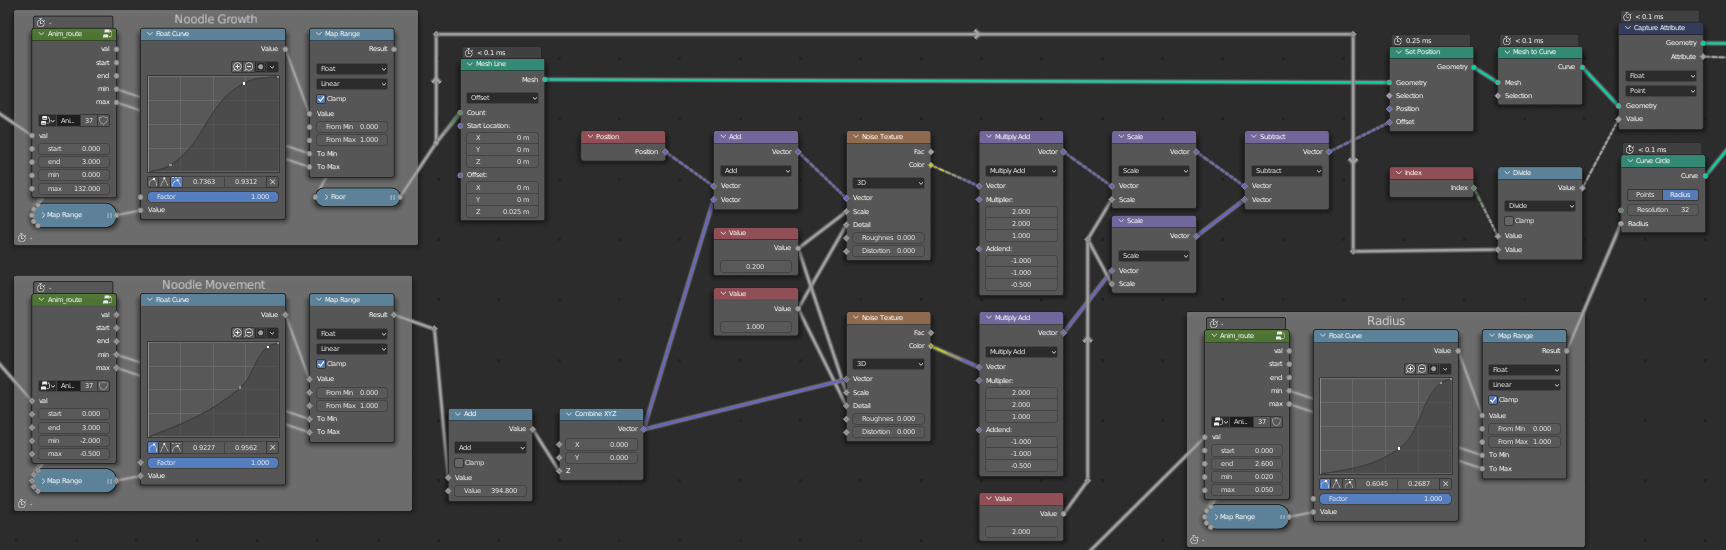 Noodle Growth
-
Anim_route
val
start
end
min
max
Ani..
37
val
start 0.000
end 3.000
min 0.000
max 132.000
Map Range
-
Float Curve
Value
0.7363 0.9312
Factor 1.000
Value
Map Range
Result
Float
Linear
Clamp
Value
From Min 0.000
From Max 1.000
To Min
To Max
Floor
< 0.1 ms
Mesh Line
Mesh
Offset
Count
Start Location:
X 0 m
Y 0 m
Z 0 m
Offset:
X 0 m
Y 0 m
Z 0.025 m
Position
Position
Add
Vector
Add
Vector
Vector
Value
Value
0.200
Value
Value
1.000
Noise Texture
Fac
Color
3D
Vector
Scale
Detail
Roughnes 0.000
Distortion 0.000
Multiply Add
Vector
Multiply Add
Vector
Multiplier:
2.000
2.000
1.000
Addend:
-1.000
-1.000
-0.500
Scale
Vector
Scale
Vector
Scale
Scale
Vector
Scale
Vector
Scale
Subtract
Vector
Subtract
Vector
Vector
0.25 ms
Set Position
Geometry
Geometry
Selection
Position
Offset
< 0.1 ms
Mesh to Curve
Curve
Mesh
Selection
Index
Index
Divide
Value
Divide
Clamp
Value
Value
< 0.1 ms
Capture Attribute
Geometry
Attribute
Float
Point
Geometry
Value
< 0.1 ms
Curve Circle
Curve
Points Radius
Resolution 32
Radius
Noodle Movement
-
Anim_route
val
start
end
min
max
Ani..
37
val
start 0.000
end 3.000
min -2.000
max -0.500
Map Range
-
Float Curve
Value
0.9227 0.9562
Factor 1.000
Value
Map Range
Result
Float
Linear
Clamp
Value
From Min 0.000
From Max 1.000
To Min
To Max
Add
Value
Add
Clamp
Value
Value 394.800
Combine XYZ
Vector
X 0.000
Y 0.000
Z
Noise Texture
Fac
Color
3D
Vector
Scale
Detail
Roughnes 0.000
Distortion 0.000
Multiply Add
Vector
Multiply Add
Vector
Multiplier:
2.000
2.000
1.000
Addend:
-1.000
-1.000
-0.500
Value
Value
2.000
Radius
-
Anim_route
val
start
end
min
max
Ani..
37
val
start 0.000
end 2.600
min 0.020
max 0.050
Map Range
-
Float Curve
Value
0.6045 0.2687
Factor 1.000
Value
Map Range
Result
Float
Linear
Clamp
Value
From Min 0.000
From Max 1.000
To Min
To Max